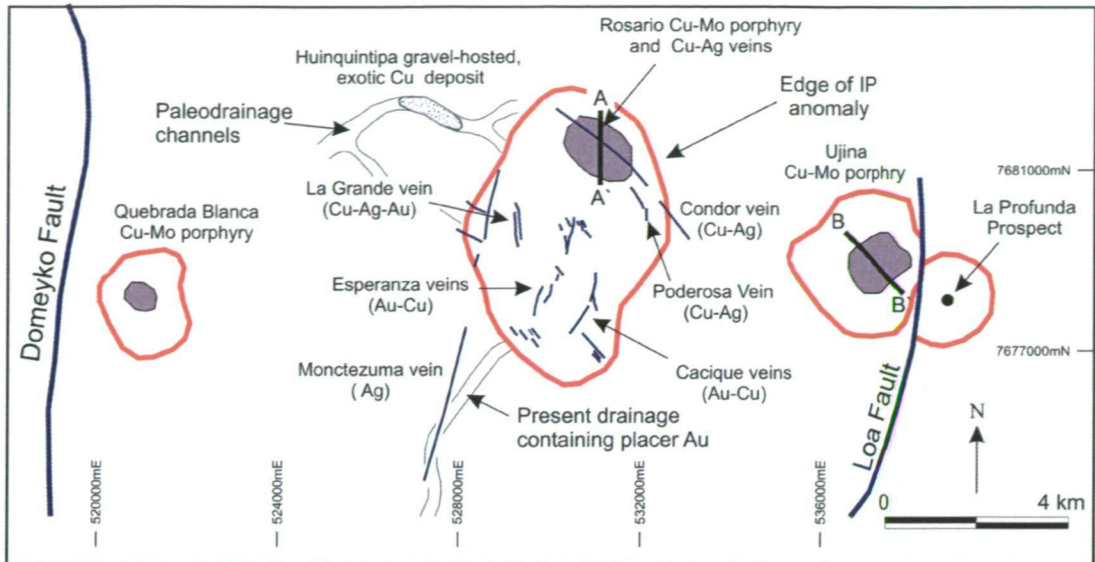 Rosario Cu-Mo porphyry
and Cu-Ag veins
Huinquintipa gravel-hosted,
exotic Cu deposit
Edge of IP
anomaly
Paleodrainage
channels
A
A`
Ujina
Cu-Mo porphry
7681000mN
La Grande vein
(Cu-Ag-Au)
Quebrada Blanca
Cu-Mo porphyry
Condor vein
(Cu-Ag)
La Profunda
Prospect
B
B`
Domeyko Fault
Esperanza veins
(Au-Cu)
Poderosa Vein
(Cu-Ag)
7677000mN
Monctezuma vein
( Ag)
Cacique veins
(Au-Cu)
Present drainage
containing placer Au
Loa Fault
N
0 4 km
520000mE
524000mE
528000mE
532000mE
536000mE